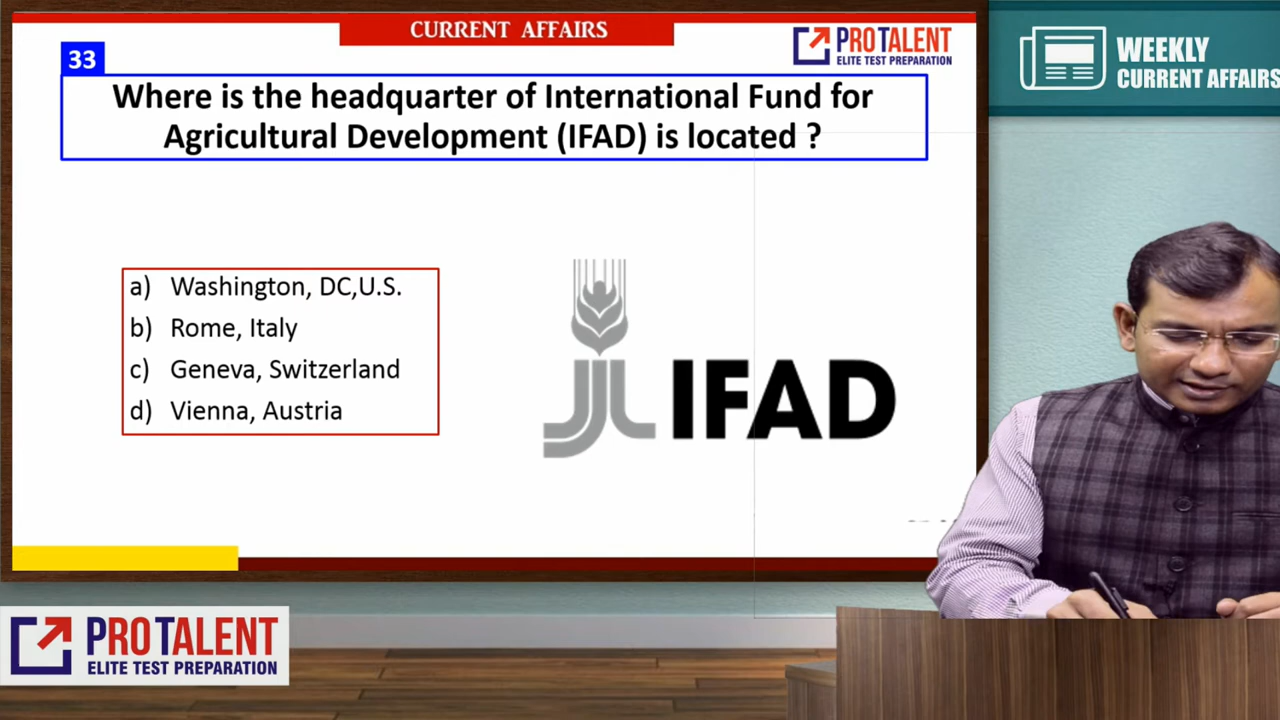 CURRENT AFFAIRS
PROTALENT
ELITE TEST PREPARATION
WEEKLY
CURRENT AFFAIRS
33
Where is the headquarter of International Fund for
Agricultural Development (IFAD) is located ?
a) Washington, DC,U.S.
b) Rome, Italy
c) Geneva, Switzerland
d) Vienna, Austria
IFAD
PROTALENT
ELITE TEST PREPARATION